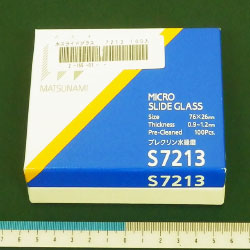 MATSUNAMI
MICRO
SLIDE GLASS
Size 76×26mm
Thickness 0.9~1.2mm
Pre-Cleaned 100Pcs.
プレクリン水縁磨
S7213
S7213